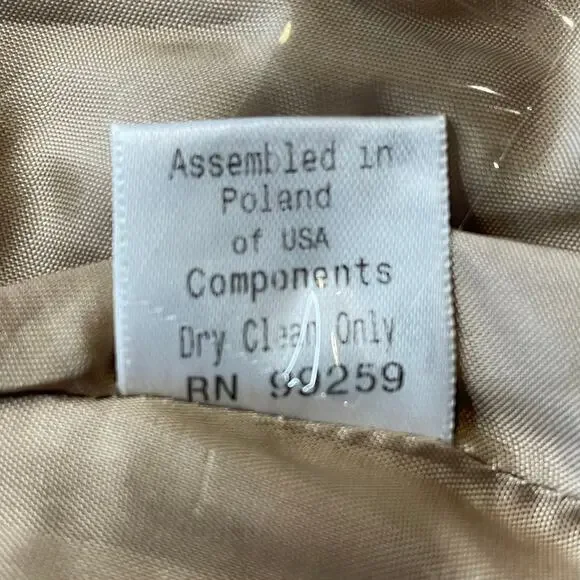 Assembled in
Poland
of USA
Components
Dry Clean Only
RN 99259